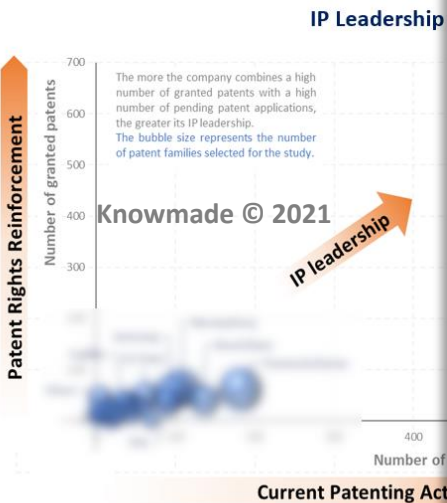 IP Leadership
700
The more the company combines a high
number of granted patents with a high
number of pending patent applications,
the greater its IP leadership.
The bubble size represents the number
of patent families selected for the study.
600
500
400
300
Number of granted patents
Patent Rights Reinforcement
Knowmade © 2021
IP leadership
400
Number of
Current Patenting Act